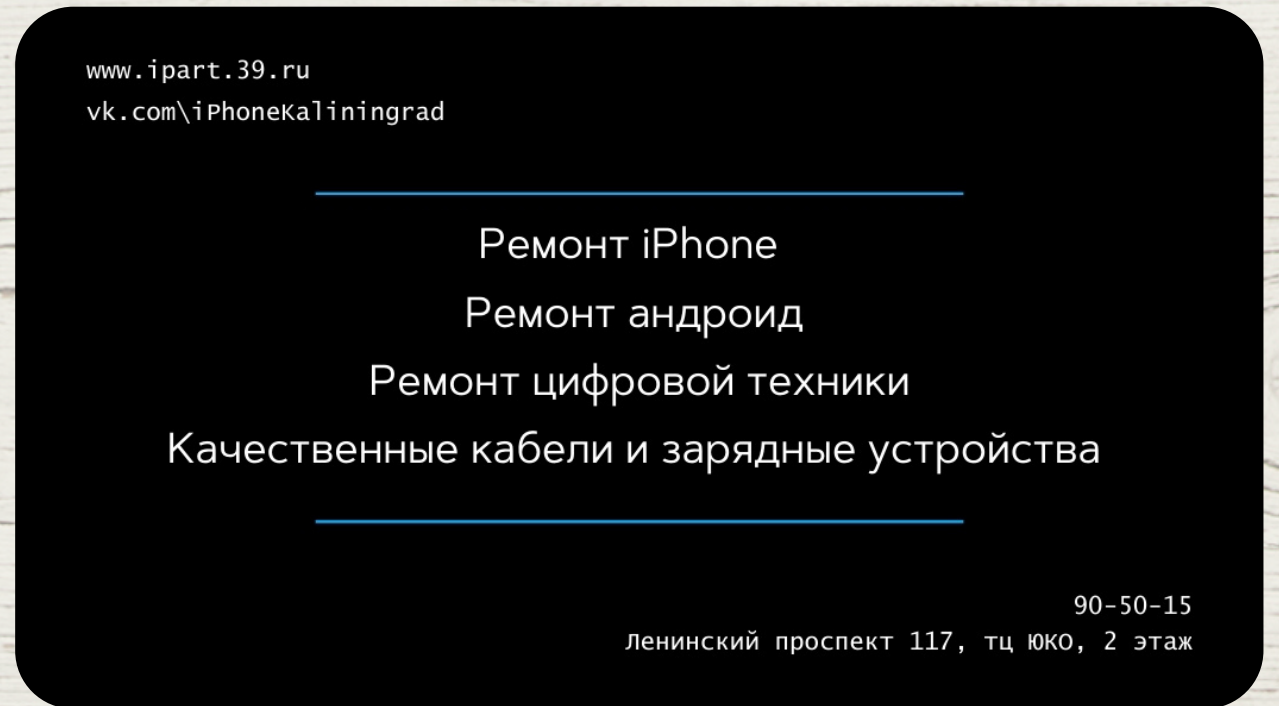 www.ipart.39.ru
vk.com\iPhoneKaliningrad
Ремонт iPhone
Ремонт андроид
Ремонт цифровой техники
Качественные кабели и зарядные устройства
90-50-15
Ленинский проспект 117, тц ЮКО, 2 этаж